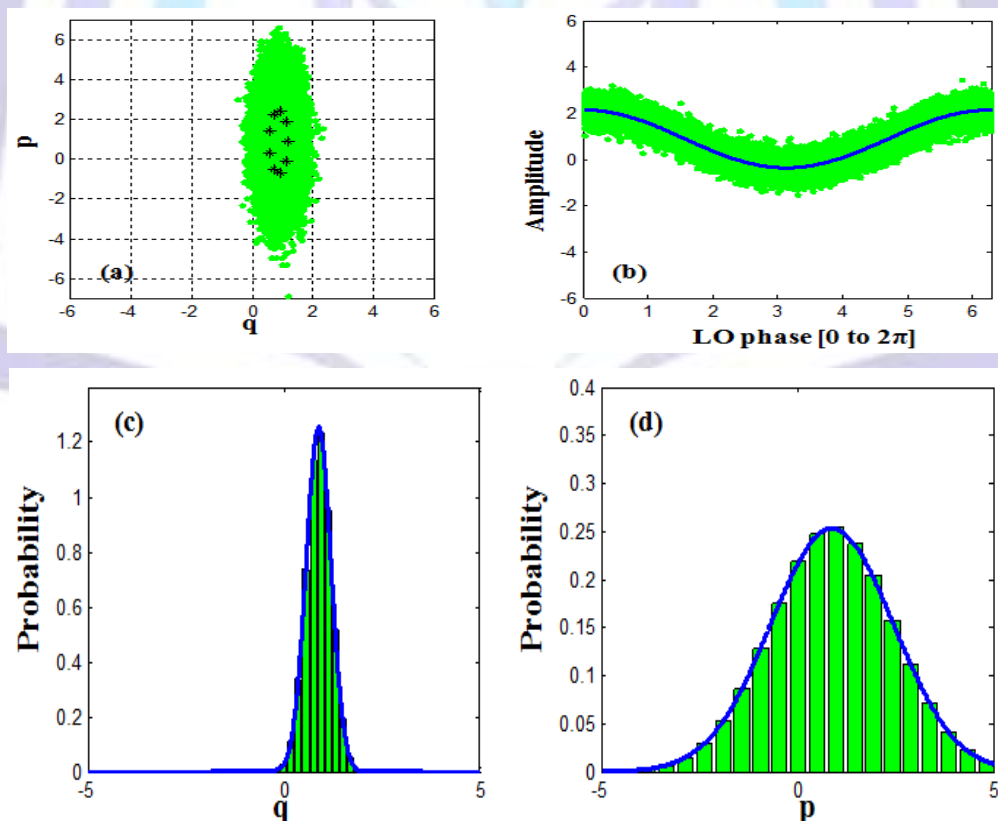 6
4
2
0
-2
-4
-6
p
(a)
-6 -4 -2 0 2 4 6
q
6
4
2
0
-2
-4
-6
Amplitude
(b)
0 1 2 3 4 5 6
LO phase [0 to 2π]
(c)
1.2
1
0.8
0.6
0.4
0.2
0
Probability
-5 0 5
q
(d)
0.4
0.35
0.3
0.25
0.2
0.15
0.1
0.05
0
Probability
-5 0 5
p